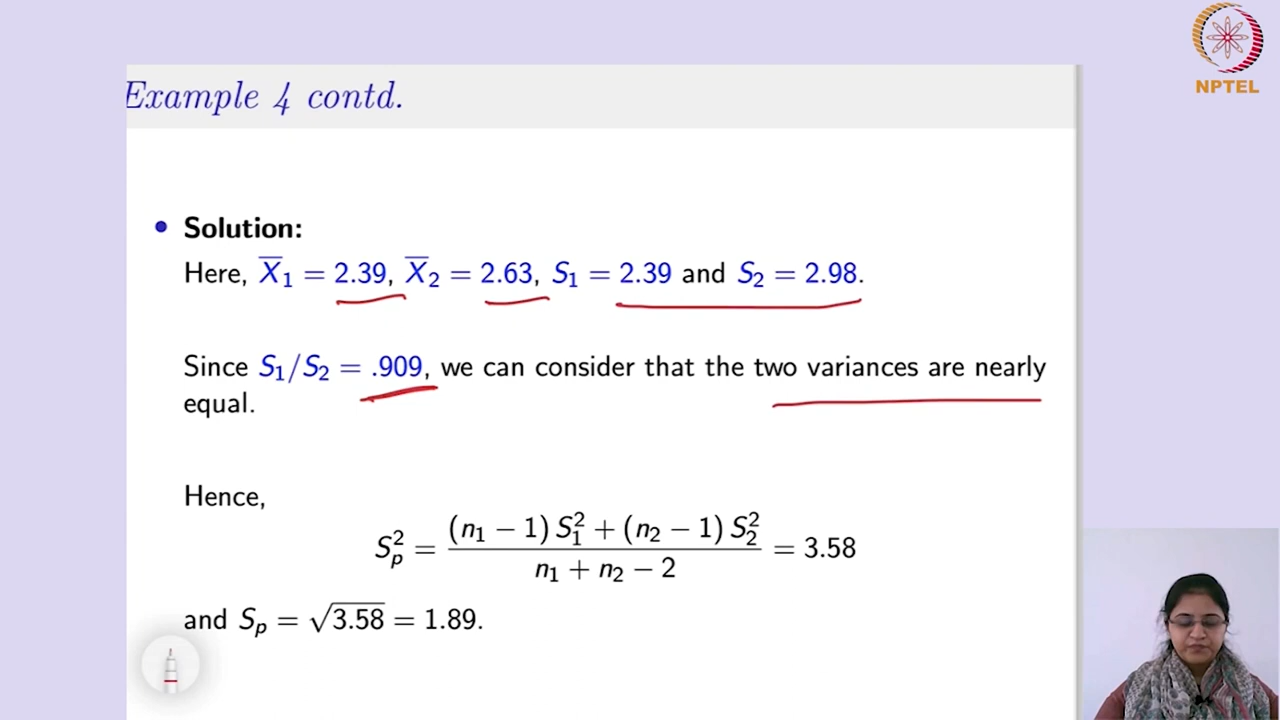 NPTEL
Example 4 contd.
• Solution:
Here, X̅₁ = 2.39, X̅₂ = 2.63, S₁ = 2.39 and S₂ = 2.98.
Since S₁/S₂ = .909, we can consider that the two variances are nearly
equal.
Hence,
Sₚ² = ((n₁ − 1) S₁² + (n₂ − 1) S₂²) / (n₁ + n₂ − 2) = 3.58
and Sₚ = √3.58 = 1.89.